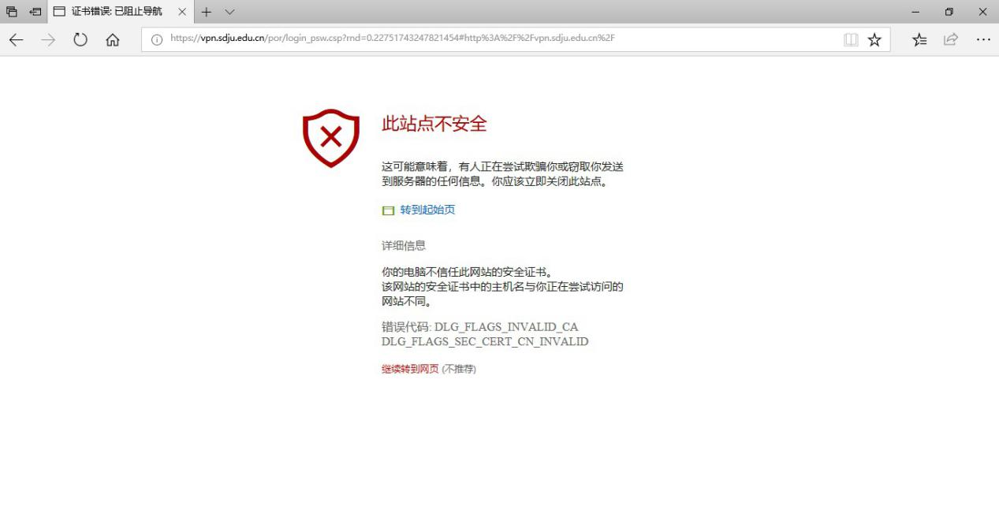 证书错误: 已阻止导航
https://vpn.sdju.edu.cn/por/login_psw.csp?rnd=0.22751743247821454#http%3A%2F%2Fvpn.sdju.edu.cn%2F
此站点不安全
这可能意味着，有人正在尝试欺骗你或窃取你发送
到服务器的任何信息。你应该立即关闭此站点。
转到起始页
详细信息
你的电脑不信任此网站的安全证书。
该网站的安全证书中的主机名与你正在尝试访问的
网站不同。
错误代码: DLG_FLAGS_INVALID_CA
DLG_FLAGS_SEC_CERT_CN_INVALID
继续转到网页 (不推荐)